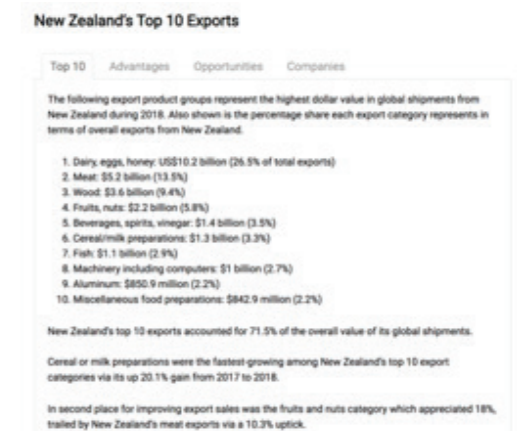 New Zealand's Top 10 Exports
Top 10 Advantages Opportunities Companies
The following export product groups represent the highest dollar value in global shipments from
New Zealand during 2018. Also shown is the percentage share each export category represents in
terms of overall exports from New Zealand.
1. Dairy, eggs, honey: US$10.2 billion (26.5% of total exports)
2. Meat: $5.2 billion (13.5%)
3. Wood: $3.6 billion (9.4%)
4. Fruits, nuts: $2.2 billion (5.8%)
5. Beverages, spirits, vinegar: $1.4 billion (3.5%)
6. Cereal/milk preparations: $1.3 billion (3.3%)
7. Fish: $1.1 billion (2.9%)
8. Machinery including computers: $1 billion (2.7%)
9. Aluminum: $850.9 million (2.2%)
10. Miscellaneous food preparations: $842.9 million (2.2%)
New Zealand's top 10 exports accounted for 71.5% of the overall value of its global shipments.
Cereal or milk preparations were the fastest-growing among New Zealand's top 10 export
categories via its up 20.1% gain from 2017 to 2018.
In second place for improving export sales was the fruits and nuts category which appreciated 18%,
trailed by New Zealand's meat exports via a 10.3% uptick.